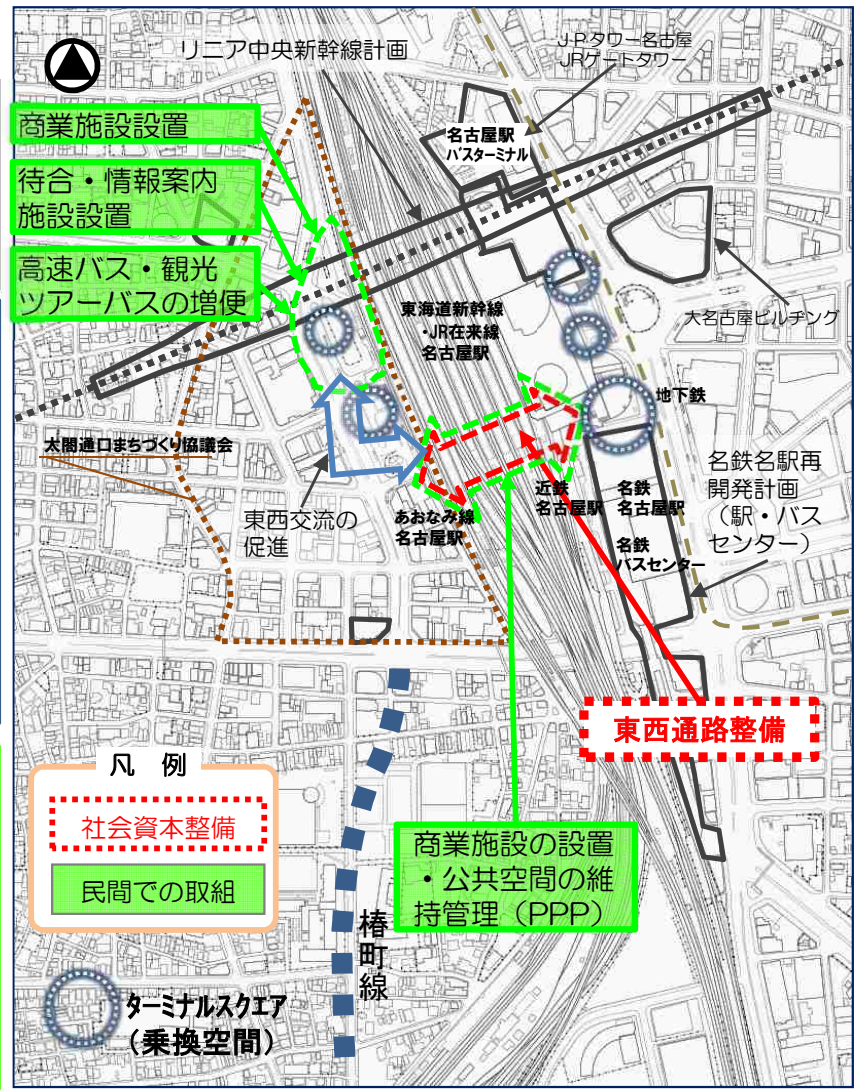 リニア中央新幹線計画
J.Pタワー名古屋
JRゲートタワー
商業施設設置
待合・情報案内
施設設置
高速バス・観光
ツアーバスの増便
名古屋駅
バスターミナル
東海道新幹線
・JR在来線
名古屋駅
大名古屋ビルヂング
地下鉄
太閤通口まちづくり協議会
東西交流の
促進
あおなみ線
名古屋駅
近鉄
名古屋駅
名鉄
名古屋駅
名鉄
バスセンター
名鉄名駅再
開発計画
（駅・バス
センター）
東西通路整備
凡 例
社会資本整備
民間での取組
商業施設の設置
・公共空間の維
持管理（PPP）
椿町線
ターミナルスクエア
（乗換空間）